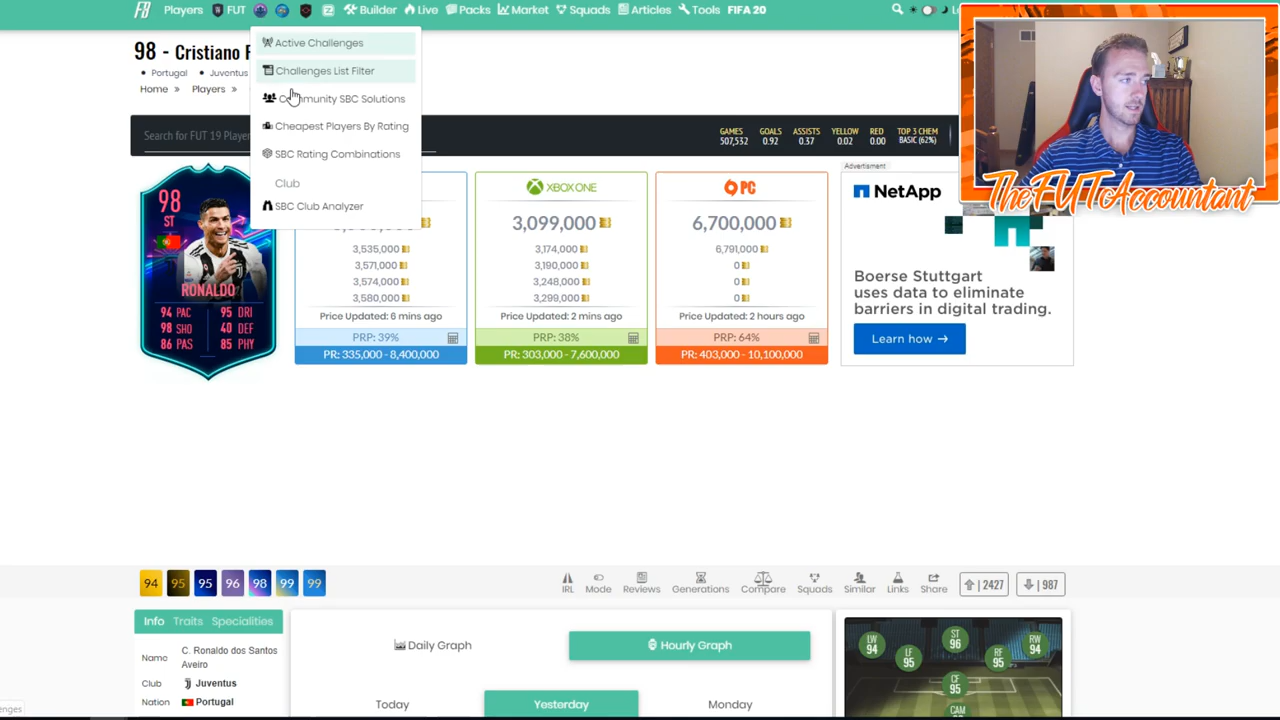 F8 Players FUT Builder Live Packs Market Squads Articles Tools FIFA 20
Active Challenges
Challenges List Filter
Community SBC Solutions
Cheapest Players By Rating
SBC Rating Combinations
Club
SBC Club Analyzer
98 - Cristiano
Portugal Juventus
Home » Players »
Search for FUT 19 Player
GAMES GOALS ASSISTS YELLOW RED TOP 3 CHEM
507,532 0.92 0.37 0.02 0.00 BASIC (62%)
TheFUTAccountant
98
ST
RONALDO
94 PAC 95 DRI
98 SHO 40 DEF
86 PAS 85 PHY
3,535,000
3,571,000
3,574,000
3,580,000
Price Updated: 6 mins ago
PRP: 39%
PR: 335,000 - 8,400,000
XBOX ONE
3,099,000
3,174,000
3,190,000
3,248,000
3,299,000
Price Updated: 2 mins ago
PRP: 38%
PR: 303,000 - 7,600,000
PC
6,700,000
6,791,000
0
0
0
Price Updated: 2 hours ago
PRP: 64%
PR: 403,000 - 10,100,000
Advertisment
NetApp
Boerse Stuttgart
uses data to eliminate
barriers in digital trading.
Learn how →
94 95 95 96 98 99 99
IRL Mode Reviews Generations Compare Squads Similar Links Share
2427 987
Info Traits Specialities
Name C. Ronaldo dos Santos
Aveiro
Club Juventus
Nation Portugal
Daily Graph Hourly Graph
Today Yesterday Monday
LW
94
LF
95
ST
96
RF
95
RW
94
CF
95
CAM
enges